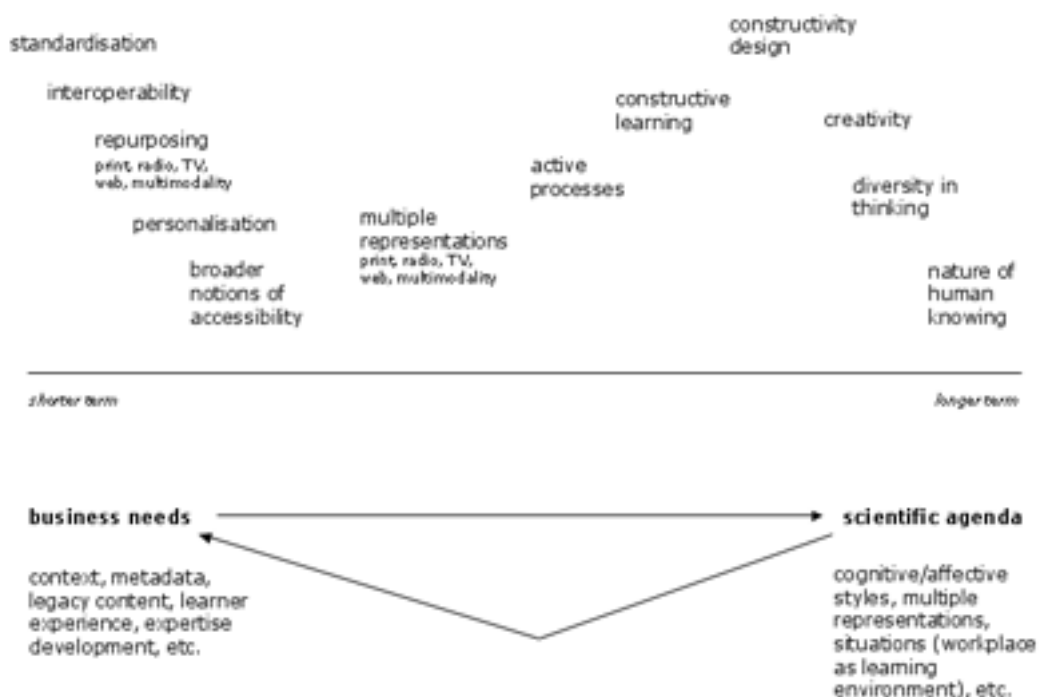 standardisation
interoperability
repurposing
print, radio, TV,
web, multimodality
personalisation
broader
notions of
accessibility
multiple
representations
print, radio, TV,
web, multimodality
active
processes
constructive
learning
constructivity
design
creativity
diversity in
thinking
nature of
human
knowing
shorter term
longer term
business needs
scientific agenda
context, metadata,
legacy content, learner
experience, expertise
development, etc.
cognitive/affective
styles, multiple
representations,
situations (workplace
as learning
environment), etc.